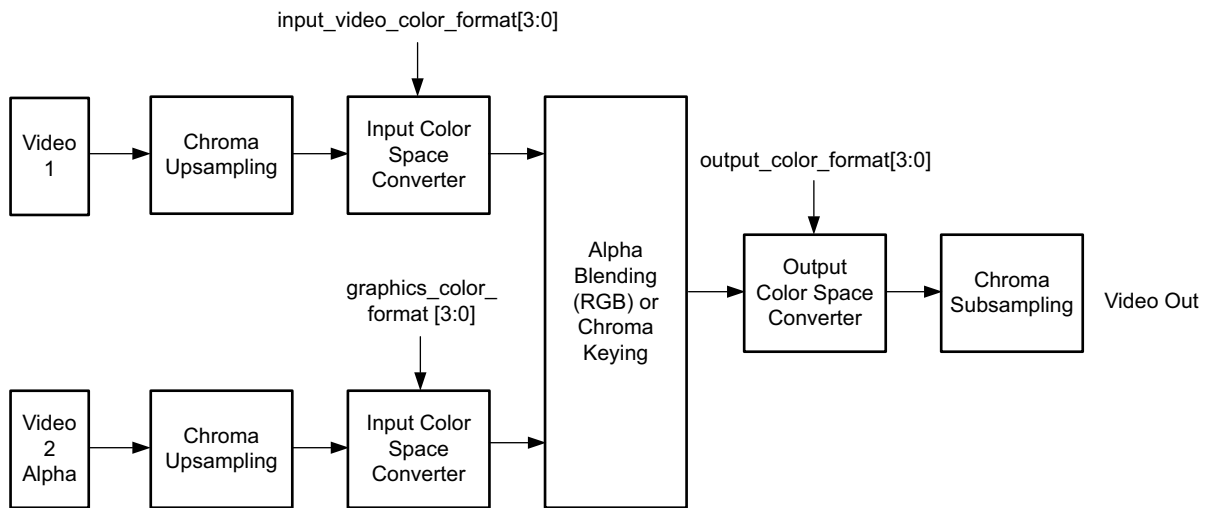 input_video_color_format[3:0]
Video
1
Chroma
Upsampling
Input Color
Space
Converter
output_color_format[3:0]
Alpha
Blending
(RGB) or
Chroma
Keying
Output
Color Space
Converter
Chroma
Subsampling
Video Out
graphics_color_
format [3:0]
Video
2
Alpha
Chroma
Upsampling
Input Color
Space
Converter